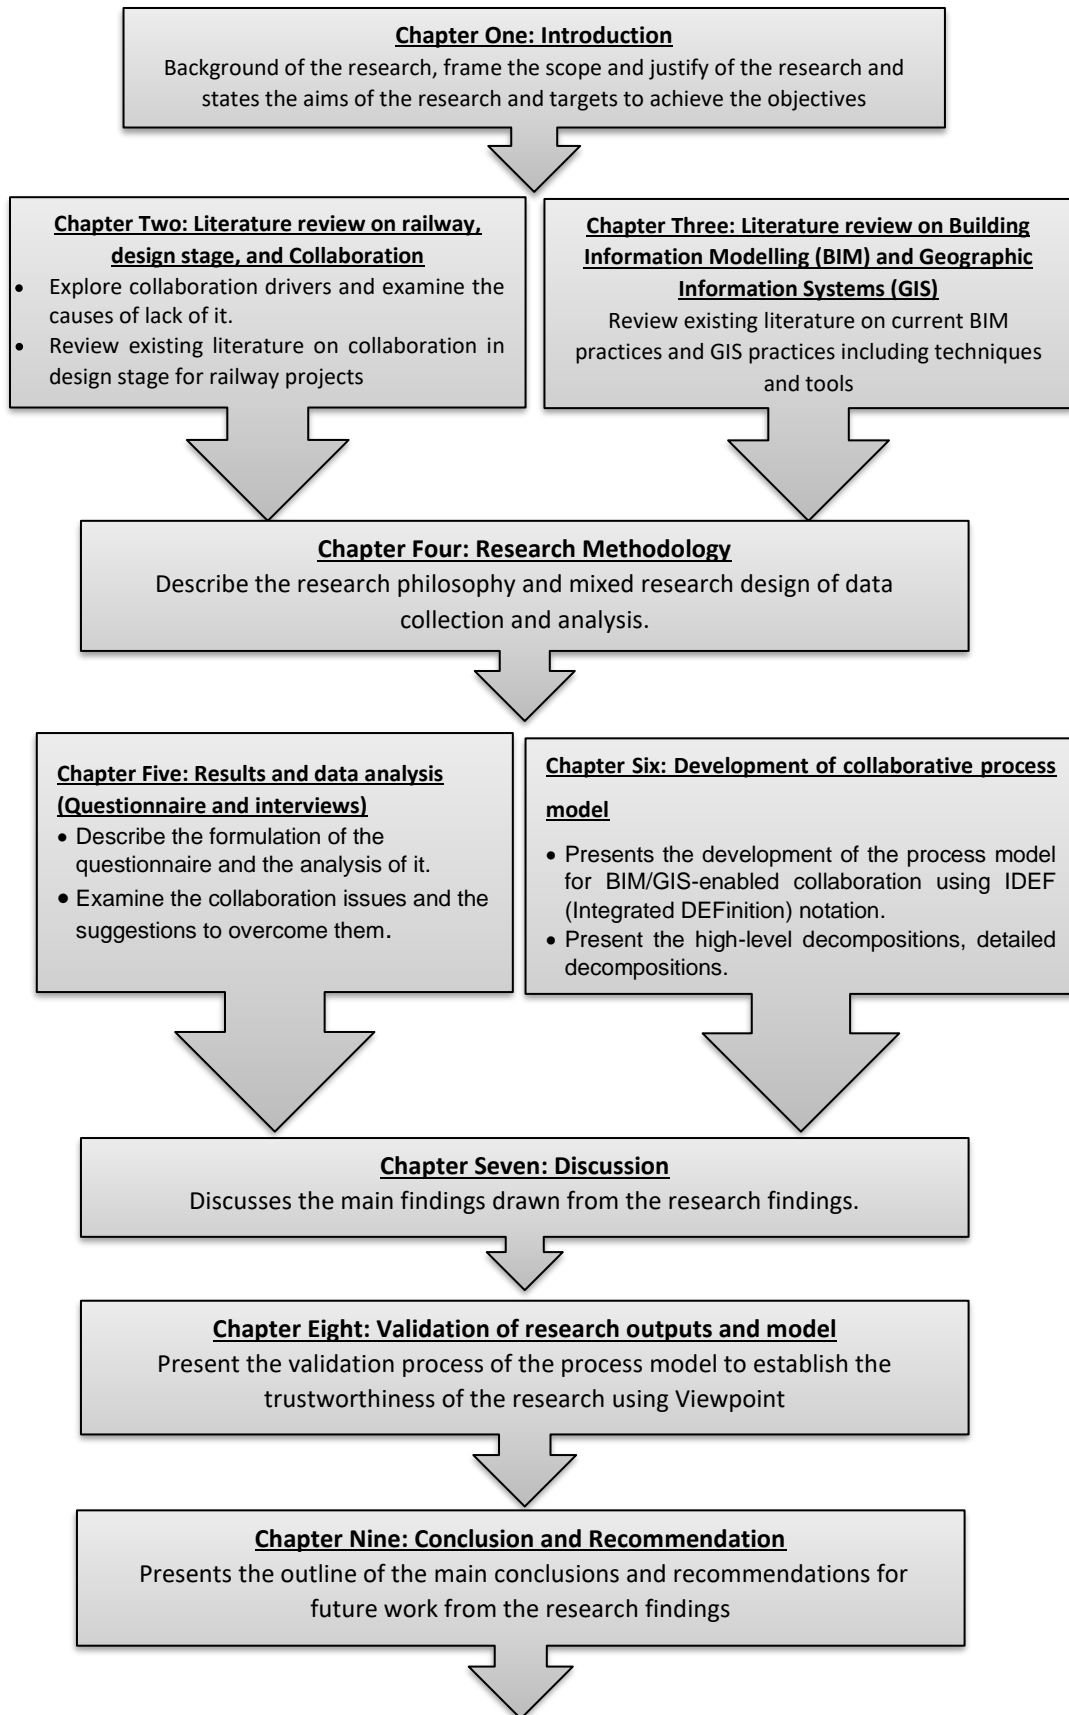 Chapter One: Introduction
Background of the research, frame the scope and justify of the research and
states the aims of the research and targets to achieve the objectives
Chapter Two: Literature review on railway,
design stage, and Collaboration
• Explore collaboration drivers and examine the
causes of lack of it.
• Review existing literature on collaboration in
design stage for railway projects
Chapter Three: Literature review on Building
Information Modelling (BIM) and Geographic
Information Systems (GIS)
Review existing literature on current BIM
practices and GIS practices including techniques
and tools
Chapter Four: Research Methodology
Describe the research philosophy and mixed research design of data
collection and analysis.
Chapter Five: Results and data analysis
(Questionnaire and interviews)
• Describe the formulation of the
questionnaire and the analysis of it.
• Examine the collaboration issues and the
suggestions to overcome them.
Chapter Six: Development of collaborative process
model
• Presents the development of the process model
for BIM/GIS-enabled collaboration using IDEF
(Integrated DEFinition) notation.
• Present the high-level decompositions, detailed
decompositions.
Chapter Seven: Discussion
Discusses the main findings drawn from the research findings.
Chapter Eight: Validation of research outputs and model
Present the validation process of the process model to establish the
trustworthiness of the research using Viewpoint
Chapter Nine: Conclusion and Recommendation
Presents the outline of the main conclusions and recommendations for
future work from the research findings